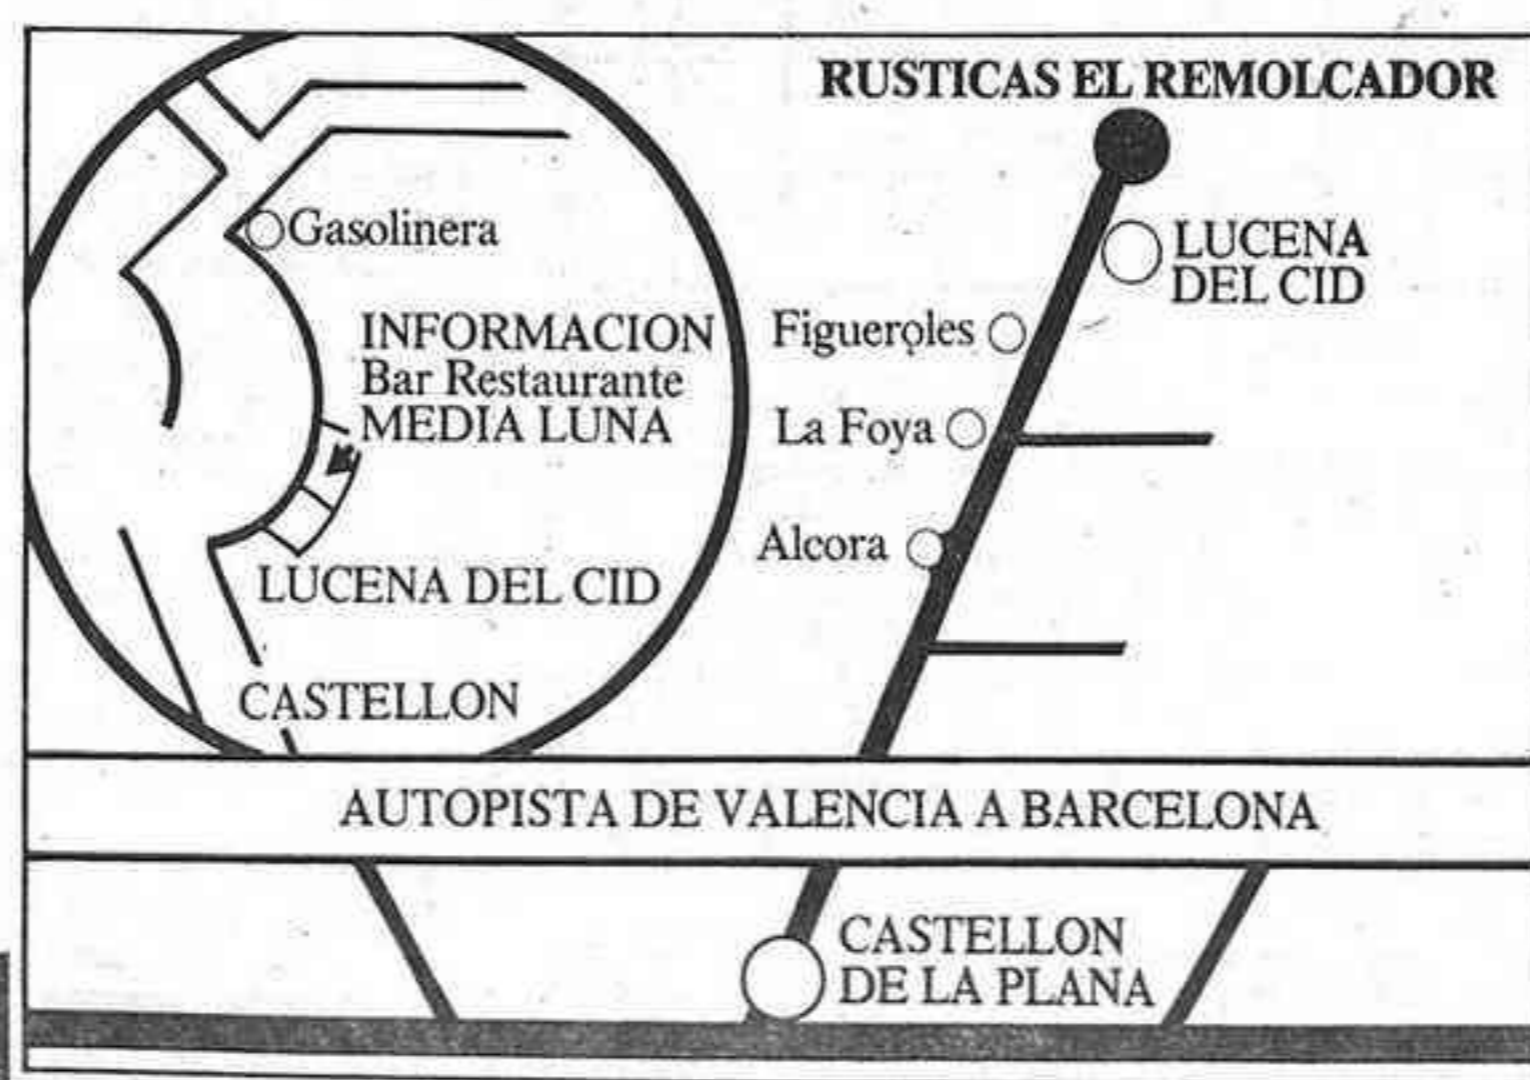 RUSTICAS EL REMOLCADOR
Gasolinera
LUCENA
DEL CID
INFORMACION
Bar Restaurante
MEDIA LUNA
Figueroles
La Foya
Alcora
LUCENA DEL CID
CASTELLON
AUTOPISTA DE VALENCIA A BARCELONA
CASTELLON
DE LA PLANA